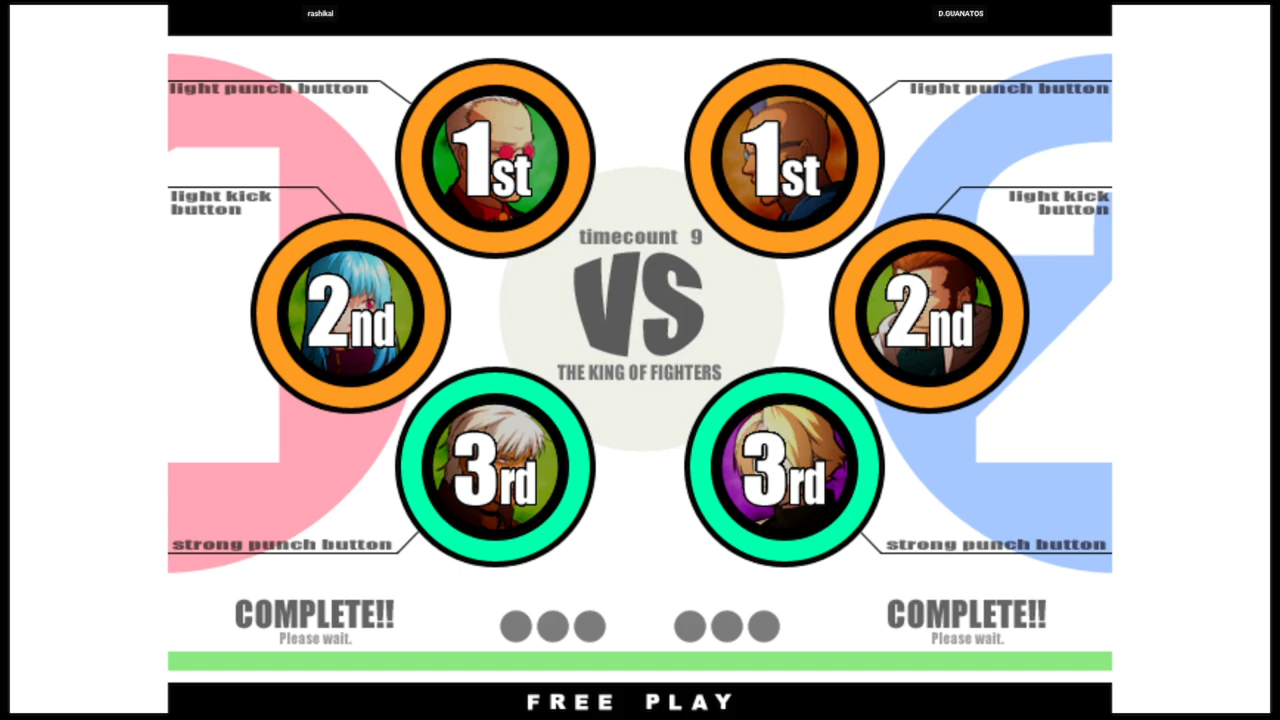 rashikal
D.GUANATOS
light punch button
light punch button
1st
1st
light kick
button
light kick
button
timecount 9
VS
THE KING OF FIGHTERS
2nd
2nd
3rd
3rd
strong punch button
strong punch button
COMPLETE!!
Please wait.
COMPLETE!!
Please wait.
FREE PLAY